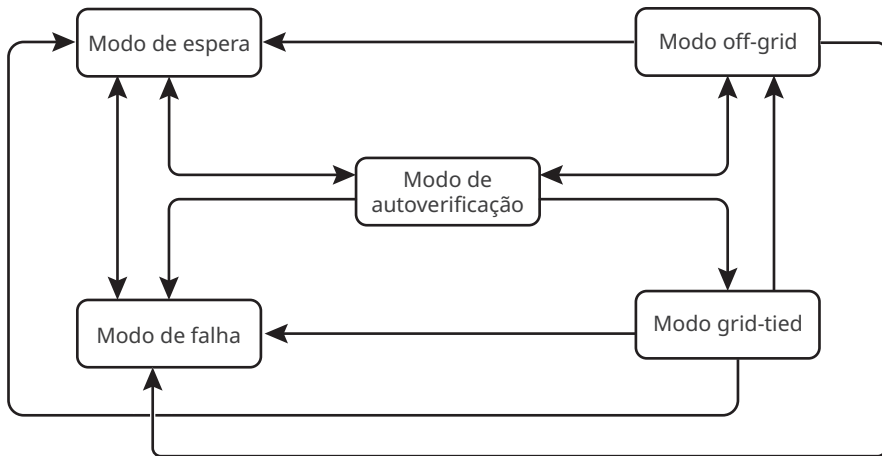 Modo de espera
Modo off-grid
Modo de
autoverificação
Modo de falha
Modo grid-tied